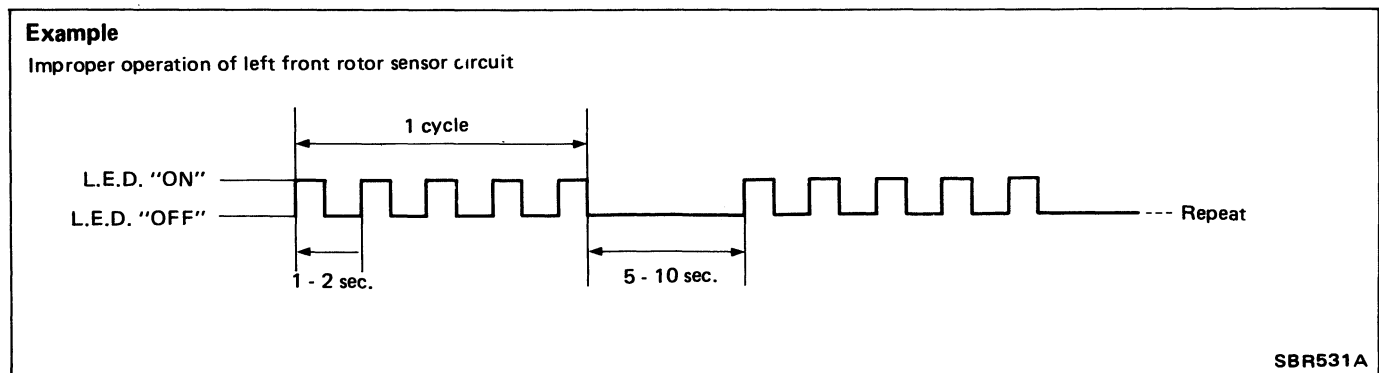 Example
Improper operation of left front rotor sensor circuit
1 cycle
L.E.D. "ON"
L.E.D. "OFF"
--- Repeat
1 - 2 sec.
5 - 10 sec.
SBR531A